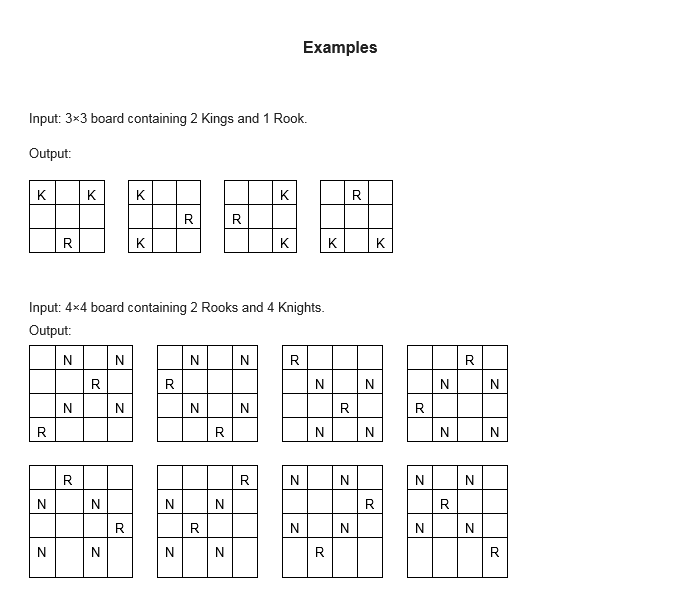 Examples
Input: 3×3 board containing 2 Kings and 1 Rook.
Output:
K K K K R
R R
R K K K K
Input: 4×4 board containing 2 Rooks and 4 Knights.
Output:
N N N N R R
R R N N N N
N N N N R R
R R N N N N
R R N N N N
N N N N R R
R R N N N N
N N N N R R